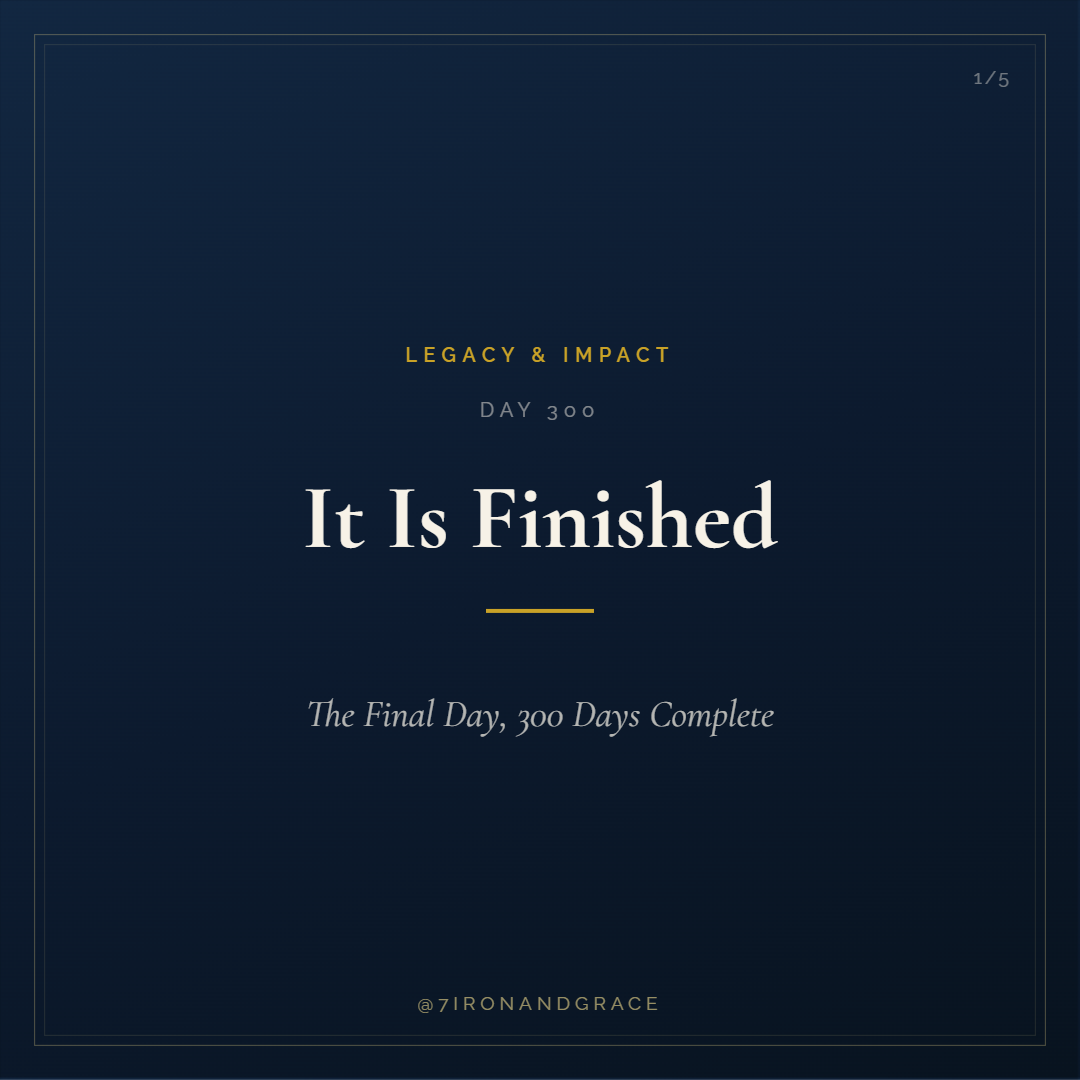 1/5
LEGACY & IMPACT
DAY 300
It Is Finished
The Final Day, 300 Days Complete
@7IRONANDGRACE